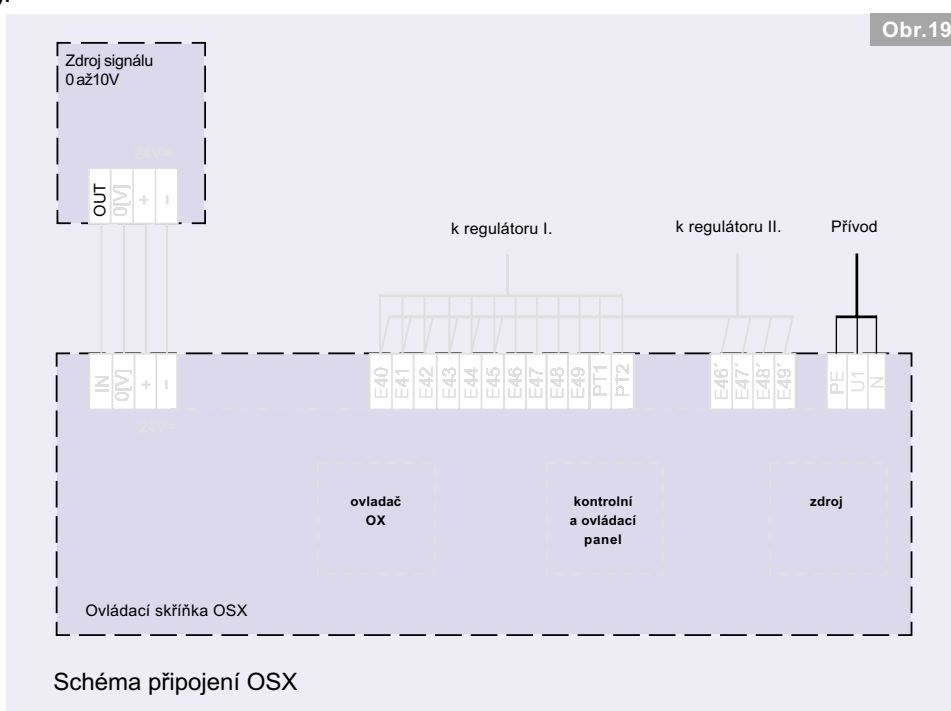 Obr.19
Zdroj signálu
0 až10V
24V=
OUT
0[V]
+
-
k regulátoru I.
k regulátoru II.
Přívod
IN
0[V]
+
-
E40
E41
E42
E43
E44
E45
E46
E47
E48
E49
PT1
PT2
E46´
E47´
E48´
E49´
PE
U1
N
24V=
ovladač
OX
kontrolní
a ovládací
panel
zdroj
Ovládací skříňka OSX
Schéma připojení OSX